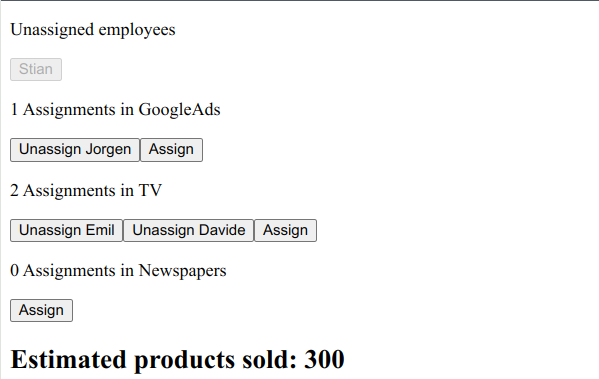 Unassigned employees
Stian
1 Assignments in GoogleAds
Unassign Jorgen Assign
2 Assignments in TV
Unassign Emil Unassign Davide Assign
0 Assignments in Newspapers
Assign
Estimated products sold: 300